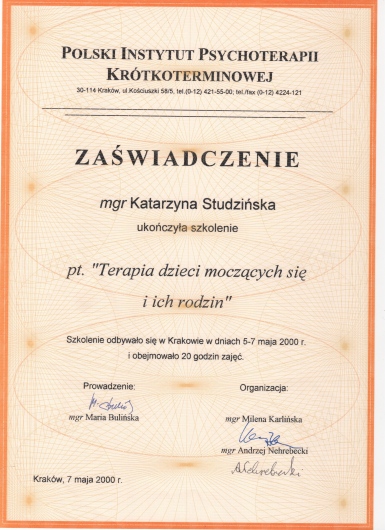 POLSKI INSTYTUT PSYCHOTERAPII
KRÓTKOTERMINOWEJ
30-114 Kraków, ul.Kościuszki 58/5, tel.(0-12) 421-55-00; tel./fax (0-12) 4224-121
ZAŚWIADCZENIE
mgr Katarzyna Studzińska
ukończyła szkolenie
pt. "Terapia dzieci moczących się
i ich rodzin"
Szkolenie odbywało się w Krakowie w dniach 5-7 maja 2000 r.
i obejmowało 20 godzin zajęć.
Prowadzenie:
mgr Maria Bulińska
Organizacja:
mgr Milena Karlińska
mgr Andrzej Nehrebecki
Kraków, 7 maja 2000 r.